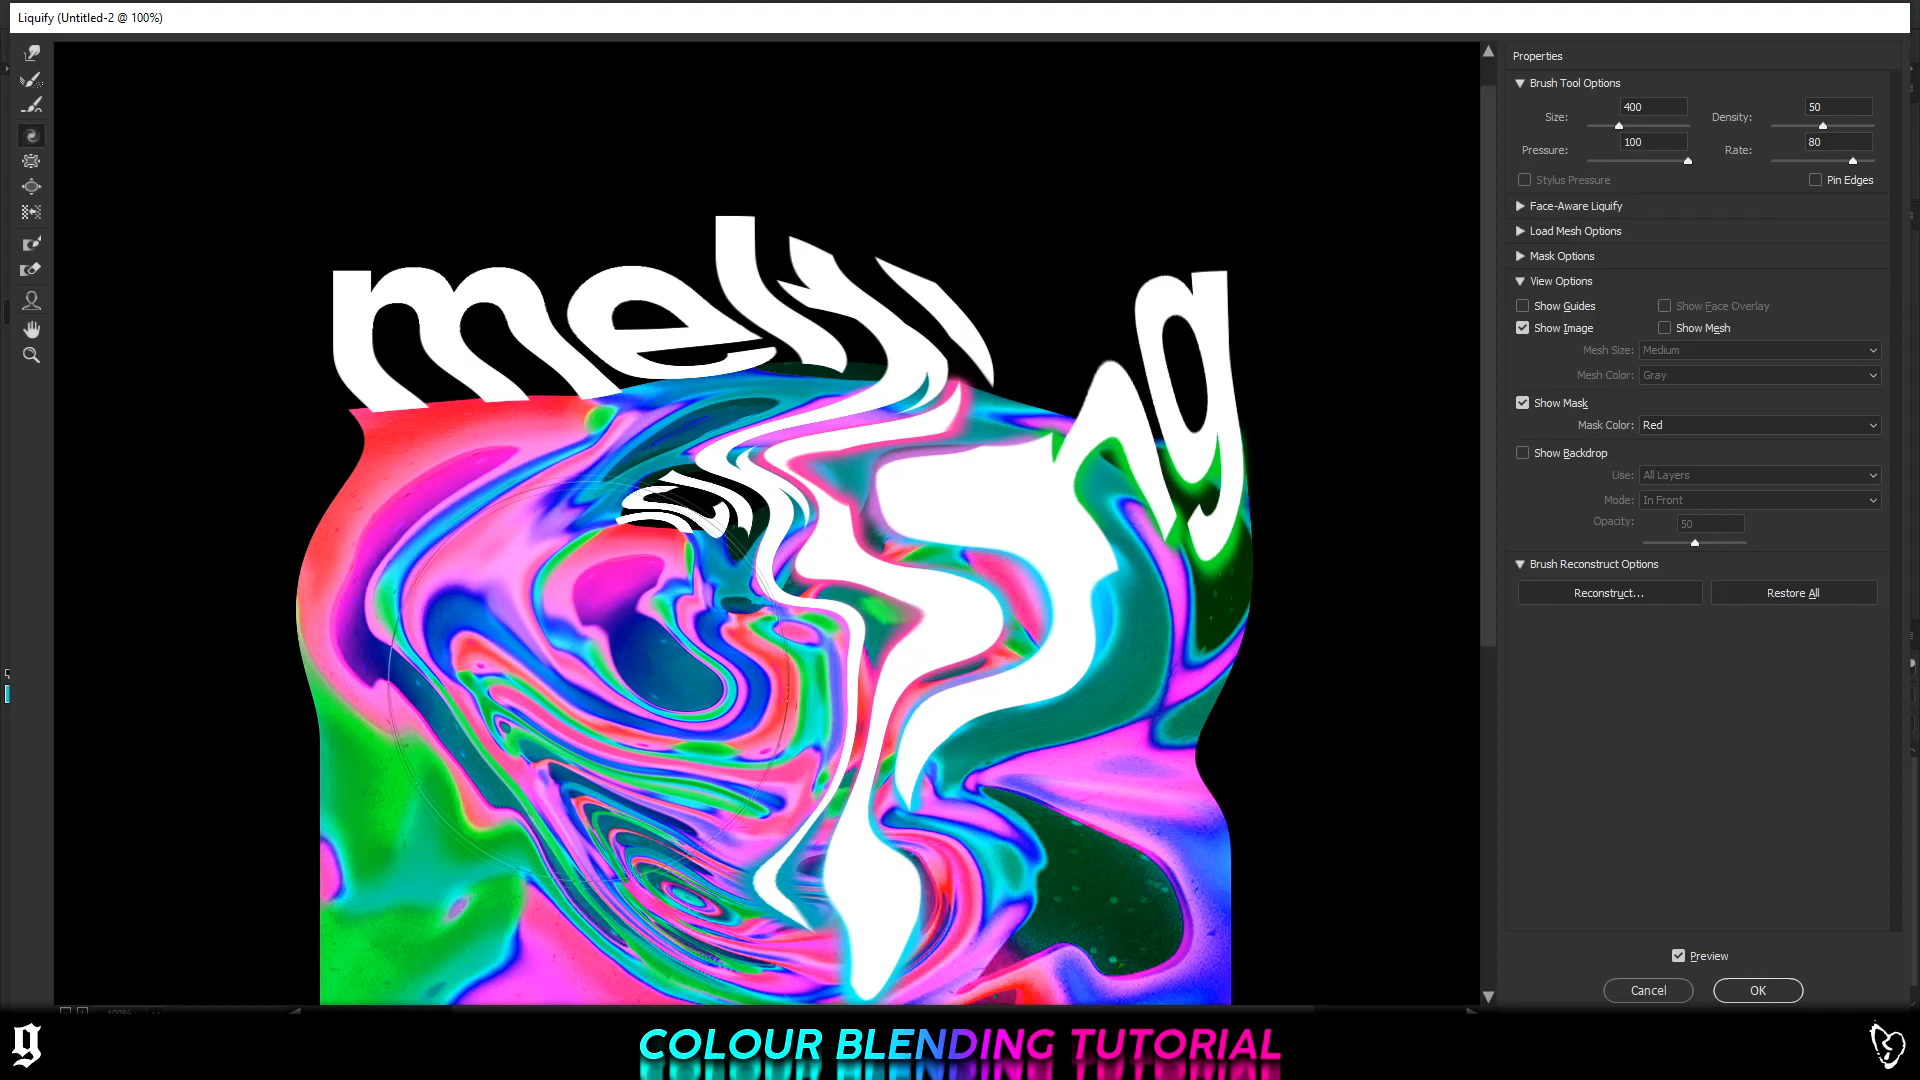 Liquify (Untitled-2 @ 100%)
Properties
Brush Tool Options
Size: 400 Density: 50
Pressure: 100 Rate: 80
Stylus Pressure Pin Edges
Face-Aware Liquify
Load Mesh Options
Mask Options
View Options
Show Guides Show Face Overlay
Show Image Show Mesh
Mesh Size: Medium
Mesh Color: Gray
Show Mask
Mask Color: Red
Show Backdrop
Use: All Layers
Mode: In Front
Opacity: 50
Brush Reconstruct Options
Reconstruct... Restore All
Preview
Cancel OK
melting
100%
g COLOUR BLENDING TUTORIAL